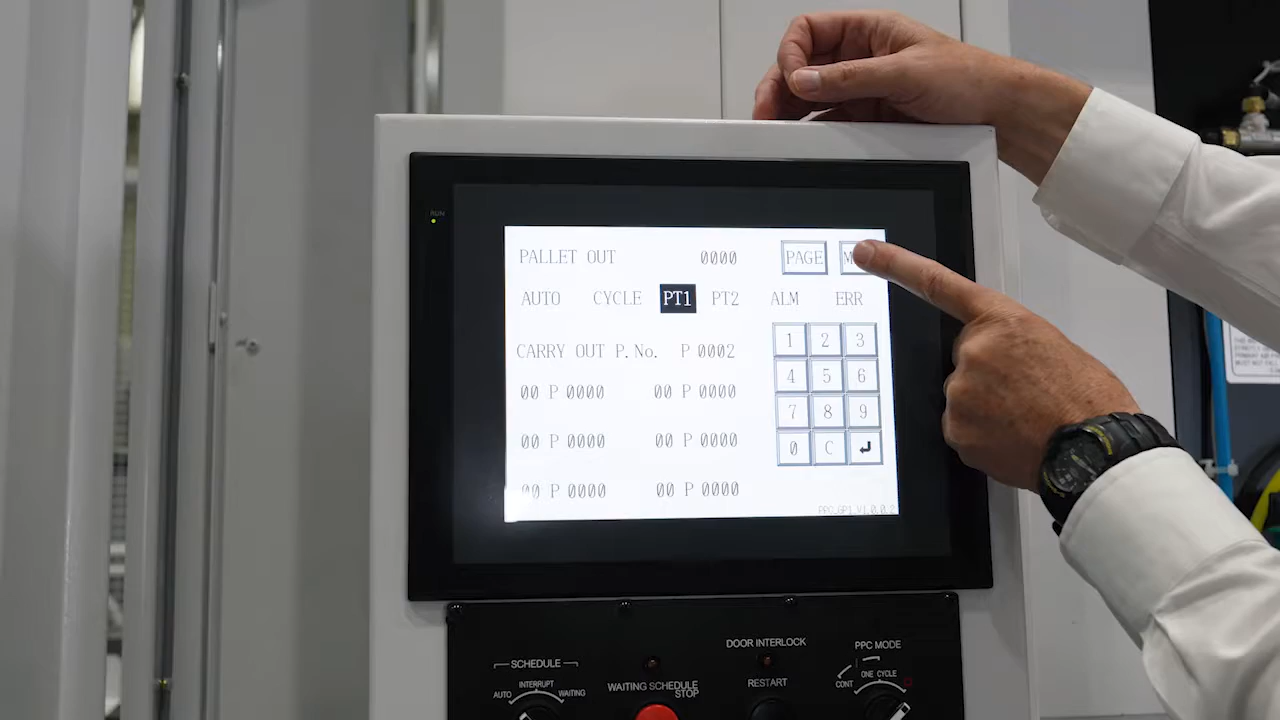 RUN
PALLET OUT 0000 PAGE M
AUTO CYCLE PT1 PT2 ALM ERR
1 2 3
CARRY OUT P.No. P 0002
4 5 6
00 P 0000 00 P 0000
7 8 9
00 P 0000 00 P 0000
0 C ↵
00 P 0000 00 P 0000
DOOR INTERLOCK PPC MODE
SCHEDULE
ONE CYCLE
AUTO INTERRUPT WAITING
WAITING SCHEDULE STOP
RESTART
CONT